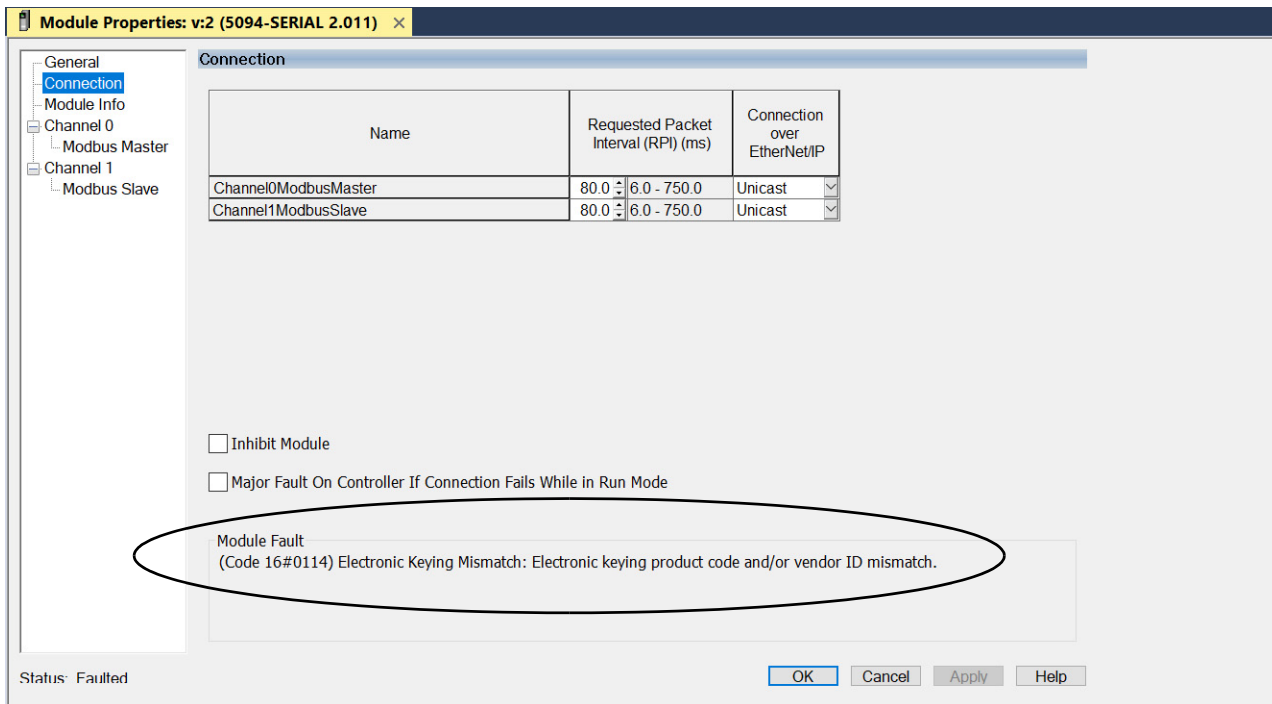 Module Properties: v:2 (5094-SERIAL 2.011) ×
General
Connection
Module Info
Channel 0
Modbus Master
Channel 1
Modbus Slave
Connection
Name
Requested Packet
Interval (RPI) (ms)
Connection
over
EtherNet/IP
Channel0ModbusMaster 80.0 6.0 - 750.0 Unicast
Channel1ModbusSlave 80.0 6.0 - 750.0 Unicast
Inhibit Module
Major Fault On Controller If Connection Fails While in Run Mode
Module Fault
(Code 16#0114) Electronic Keying Mismatch: Electronic keying product code and/or vendor ID mismatch.
Status: Faulted
OK Cancel Apply Help